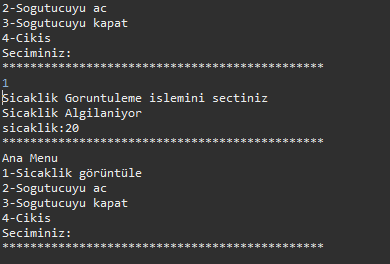 2-Sogutucuyu ac
3-Sogutucuyu kapat
4-Cikis
Seciminiz:
**********************************************
1
Sicaklik Goruntuleme islemini sectiniz
Sicaklik Algilaniyor
sicaklik:20
**********************************************
Ana Menu
1-Sicaklik görüntüle
2-Sogutucuyu ac
3-Sogutucuyu kapat
4-Cikis
Seciminiz:
**********************************************